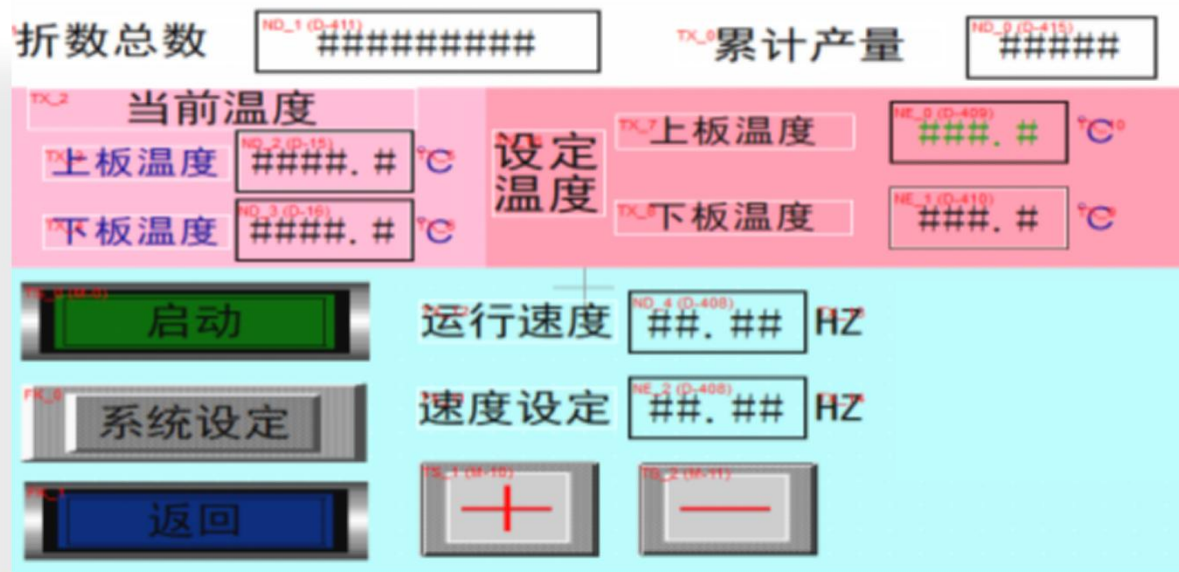 折数总数 ND_1 (D-411) ######### TX_0 累计产量 ND_0 (D-415) #####
TX_2 当前温度
上板温度 ND_2 (D-15) ####.# ℃
下板温度 ND_3 (D-16) ####.# ℃
设定
温度
TX_7 上板温度 NE_0 (D-409) ###.# ℃
下板温度 NE_1 (D-410) ###.# ℃
启动
运行速度 ND_4 (D-408) ##.## HZ
系统设定
速度设定 NE_2 (D-408) ##.## HZ
返回
TS_1 (M-10) +
(M-11) —